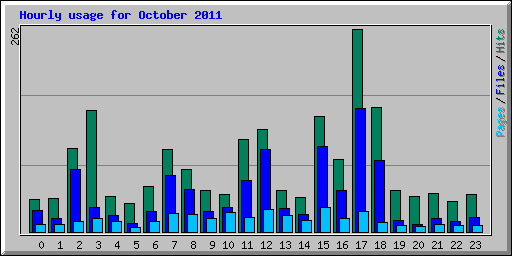 Hourly usage for October 2011
262
Pages / Files / Hits
0 1 2 3 4 5 6 7 8 9 10 11 12 13 14 15 16 17 18 19 20 21 22 23